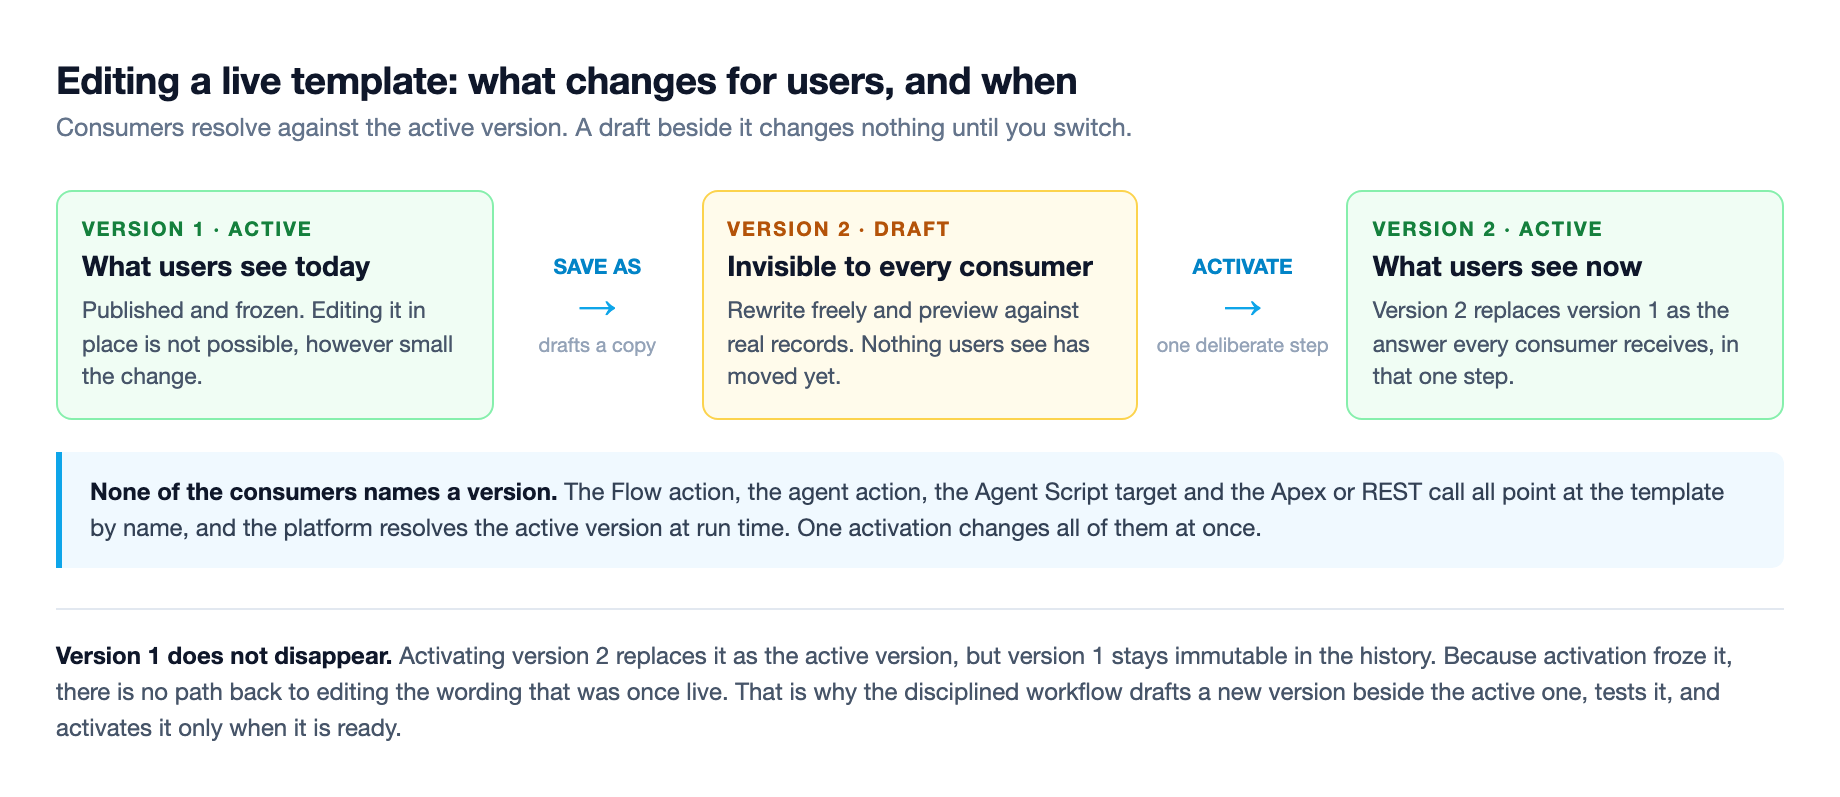 Editing a live template: what changes for users, and when
Consumers resolve against the active version. A draft beside it changes nothing until you switch.
VERSION 1 · ACTIVE
What users see today
Published and frozen. Editing it in
place is not possible, however small
the change.
SAVE AS
→
drafts a copy
VERSION 2 · DRAFT
Invisible to every consumer
Rewrite freely and preview against
real records. Nothing users see has
moved yet.
ACTIVATE
→
one deliberate step
VERSION 2 · ACTIVE
What users see now
Version 2 replaces version 1 as the
answer every consumer receives, in
that one step.
None of the consumers names a version. The Flow action, the agent action, the Agent Script target and the Apex or REST call all point at the template
by name, and the platform resolves the active version at run time. One activation changes all of them at once.
Version 1 does not disappear. Activating version 2 replaces it as the active version, but version 1 stays immutable in the history. Because activation froze it,
there is no path back to editing the wording that was once live. That is why the disciplined workflow drafts a new version beside the active one, tests it, and
activates it only when it is ready.